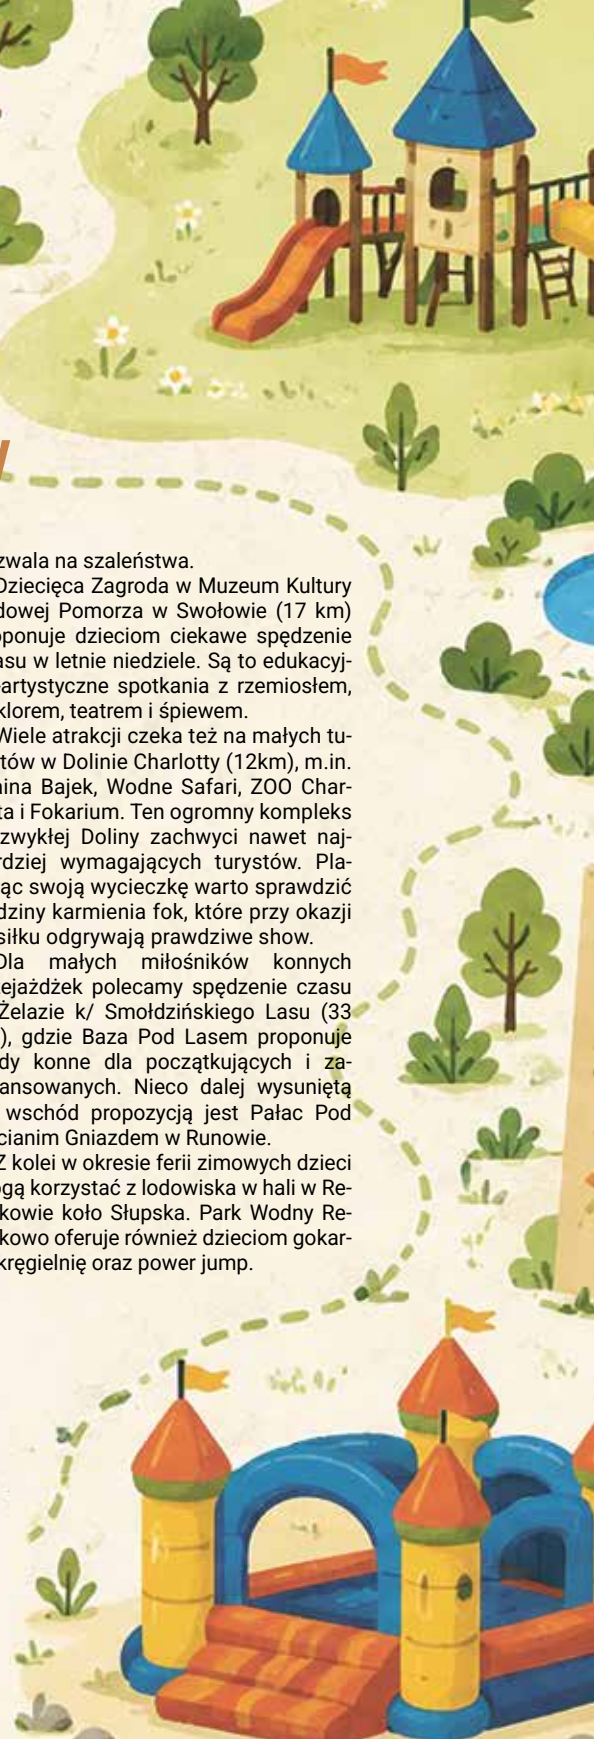 zwala na szaleństwa.
Dziecięca Zagroda w Muzeum Kultury
dowej Pomorza w Swołowie (17 km)
oponuje dzieciom ciekawe spędzenie
asu w letnie niedziele. Są to edukacyj-
artystyczne spotkania z rzemiosłem,
klorem, teatrem i śpiewem.
Wiele atrakcji czeka też na małych tu-
tów w Dolinie Charlotty (12km), m.in.
aina Bajek, Wodne Safari, ZOO Char-
ta i Fokarium. Ten ogromny kompleks
zwykłej Doliny zachwyci nawet naj-
rdziej wymagających turystów. Pla-
ąc swoją wycieczkę warto sprawdzić
dziny karmienia fok, które przy okazji
siłku odgrywają prawdziwe show.
Dla małych miłośników konnych
ejażdżek polecamy spędzenie czasu
Żelazie k/ Smołdzińskiego Lasu (33
), gdzie Baza Pod Lasem proponuje
dy konne dla początkujących i za-
ansowanych. Nieco dalej wysuniętą
wschód propozycją jest Pałac Pod
cianim Gniazdem w Runowie.
Z kolei w okresie ferii zimowych dzieci
ogą korzystać z lodowiska w hali w Re-
kowie koło Słupska. Park Wodny Re-
kowo oferuje również dzieciom gokar-
kręgielnię oraz power jump.